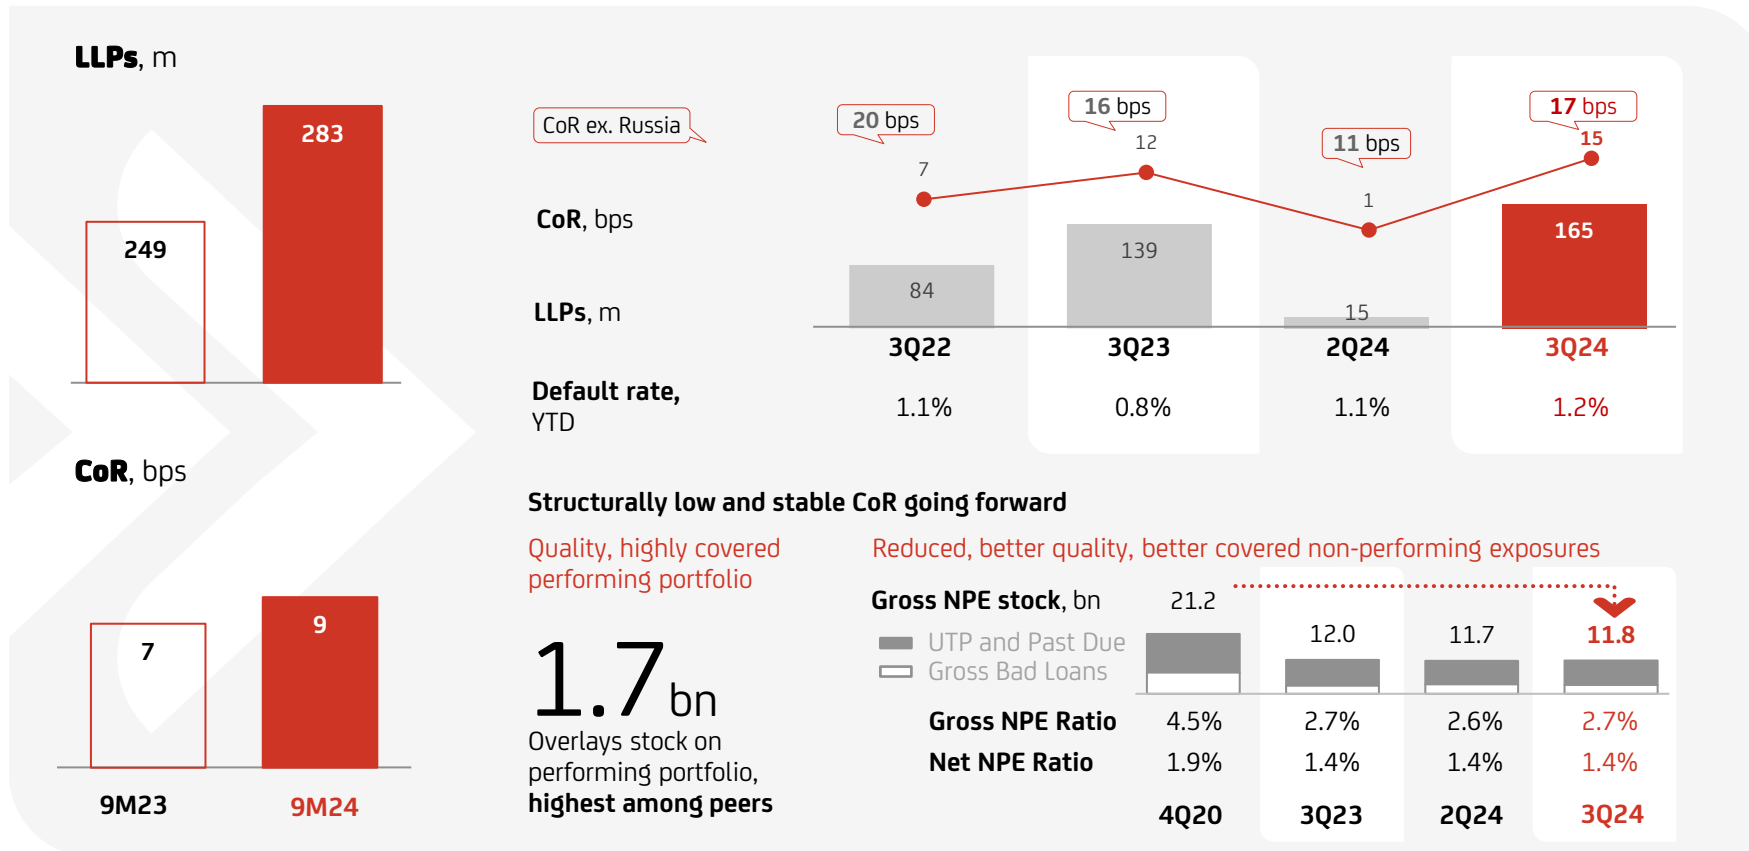 LLPs, m
249
283
CoR, bps
7
9
9M23
9M24
CoR ex. Russia
20 bps
16 bps
11 bps
17 bps
CoR, bps
7
12
1
15
LLPs, m
84
139
15
165
3Q22
3Q23
2Q24
3Q24
Default rate,
YTD
1.1%
0.8%
1.1%
1.2%
Structurally low and stable CoR going forward
Quality, highly covered
performing portfolio
1.7 bn
Overlays stock on
performing portfolio,
highest among peers
Reduced, better quality, better covered non-performing exposures
Gross NPE stock, bn
21.2
12.0
11.7
11.8
UTP and Past Due
Gross Bad Loans
Gross NPE Ratio
4.5%
2.7%
2.6%
2.7%
Net NPE Ratio
1.9%
1.4%
1.4%
1.4%
4Q20
3Q23
2Q24
3Q24